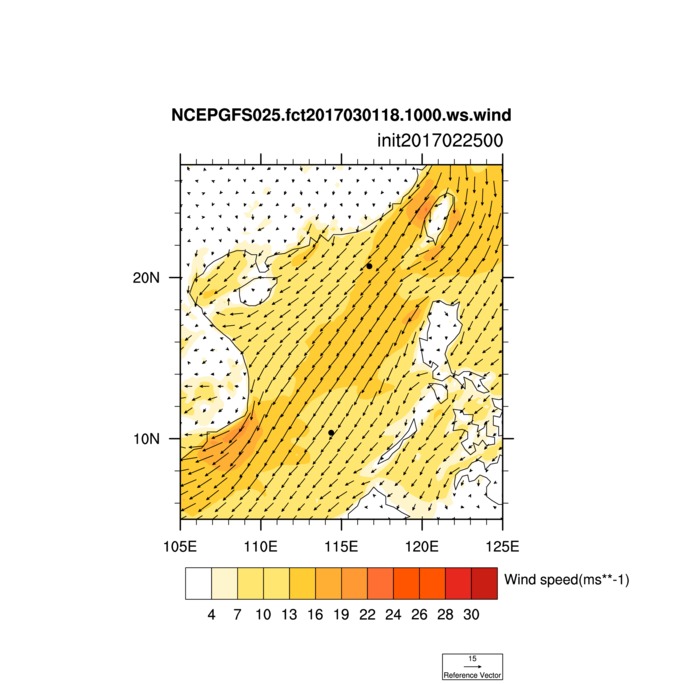 NCEPGFS025.fct2017030118.1000.ws.wind
init2017022500
20N
10N
105E 110E 115E 120E 125E
Wind speed(ms**-1)
4 7 10 13 16 19 22 24 26 28 30
15
Reference Vector